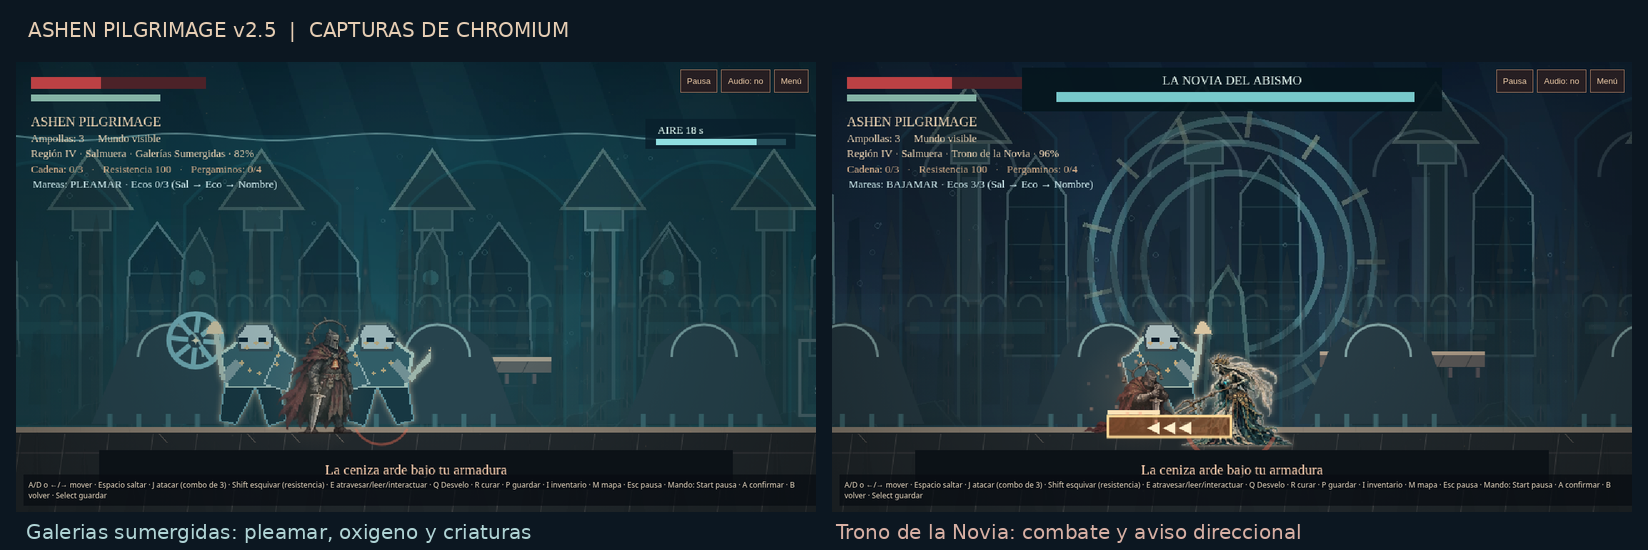 ASHEN PILGRIMAGE v2.5 | CAPTURAS DE CHROMIUM
Pausa
Audio: no
Menú
AIRE 18 s
ASHEN PILGRIMAGE
Ampollas: 3 Mundo visible
Región IV · Salmuera · Galerías Sumergidas · 82%
Cadena: 0/3 · Resistencia 100 · Pergaminos: 0/4
Mareas: PLEAMAR · Ecos 0/3 (Sal → Eco → Nombre)
La ceniza arde bajo tu armadura
A/D o ←/→ mover · Espacio saltar · J atacar (combo de 3) · Shift esquivar (resistencia) · E atravesar/leer/interactuar · Q Desvelo · R curar · P guardar · I inventario · M mapa · Esc pausa · Mando: Start pausa · A confirmar · B
volver · Select guardar
Galerias sumergidas: pleamar, oxigeno y criaturas
LA NOVIA DEL ABISMO
Pausa
Audio: no
Menú
ASHEN PILGRIMAGE
Ampollas: 3 Mundo visible
Región IV · Salmuera · Trono de la Novia · 96%
Cadena: 0/3 · Resistencia 100 · Pergaminos: 0/4
Mareas: BAJAMAR · Ecos 3/3 (Sal → Eco → Nombre)
La ceniza arde bajo tu armadura
A/D o ←/→ mover · Espacio saltar · J atacar (combo de 3) · Shift esquivar (resistencia) · E atravesar/leer/interactuar · Q Desvelo · R curar · P guardar · I inventario · M mapa · Esc pausa · Mando: Start pausa · A confirmar · B
volver · Select guardar
Trono de la Novia: combate y aviso direccional